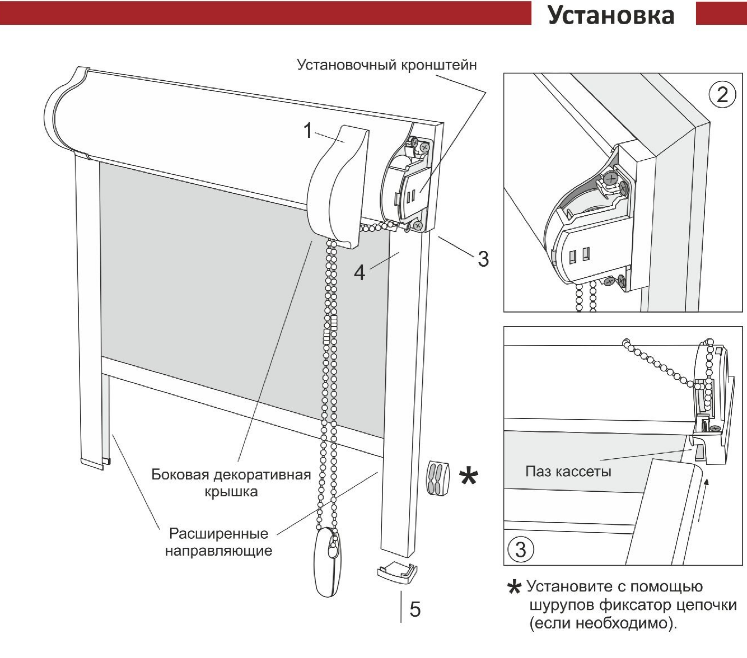 Установка
Установочный кронштейн
1
2
3
4
Паз кассеты
Боковая декоративная
крышка
*
Расширенные
направляющие
3
5
* Установите с помощью
шурупов фиксатор цепочки
(если необходимо).